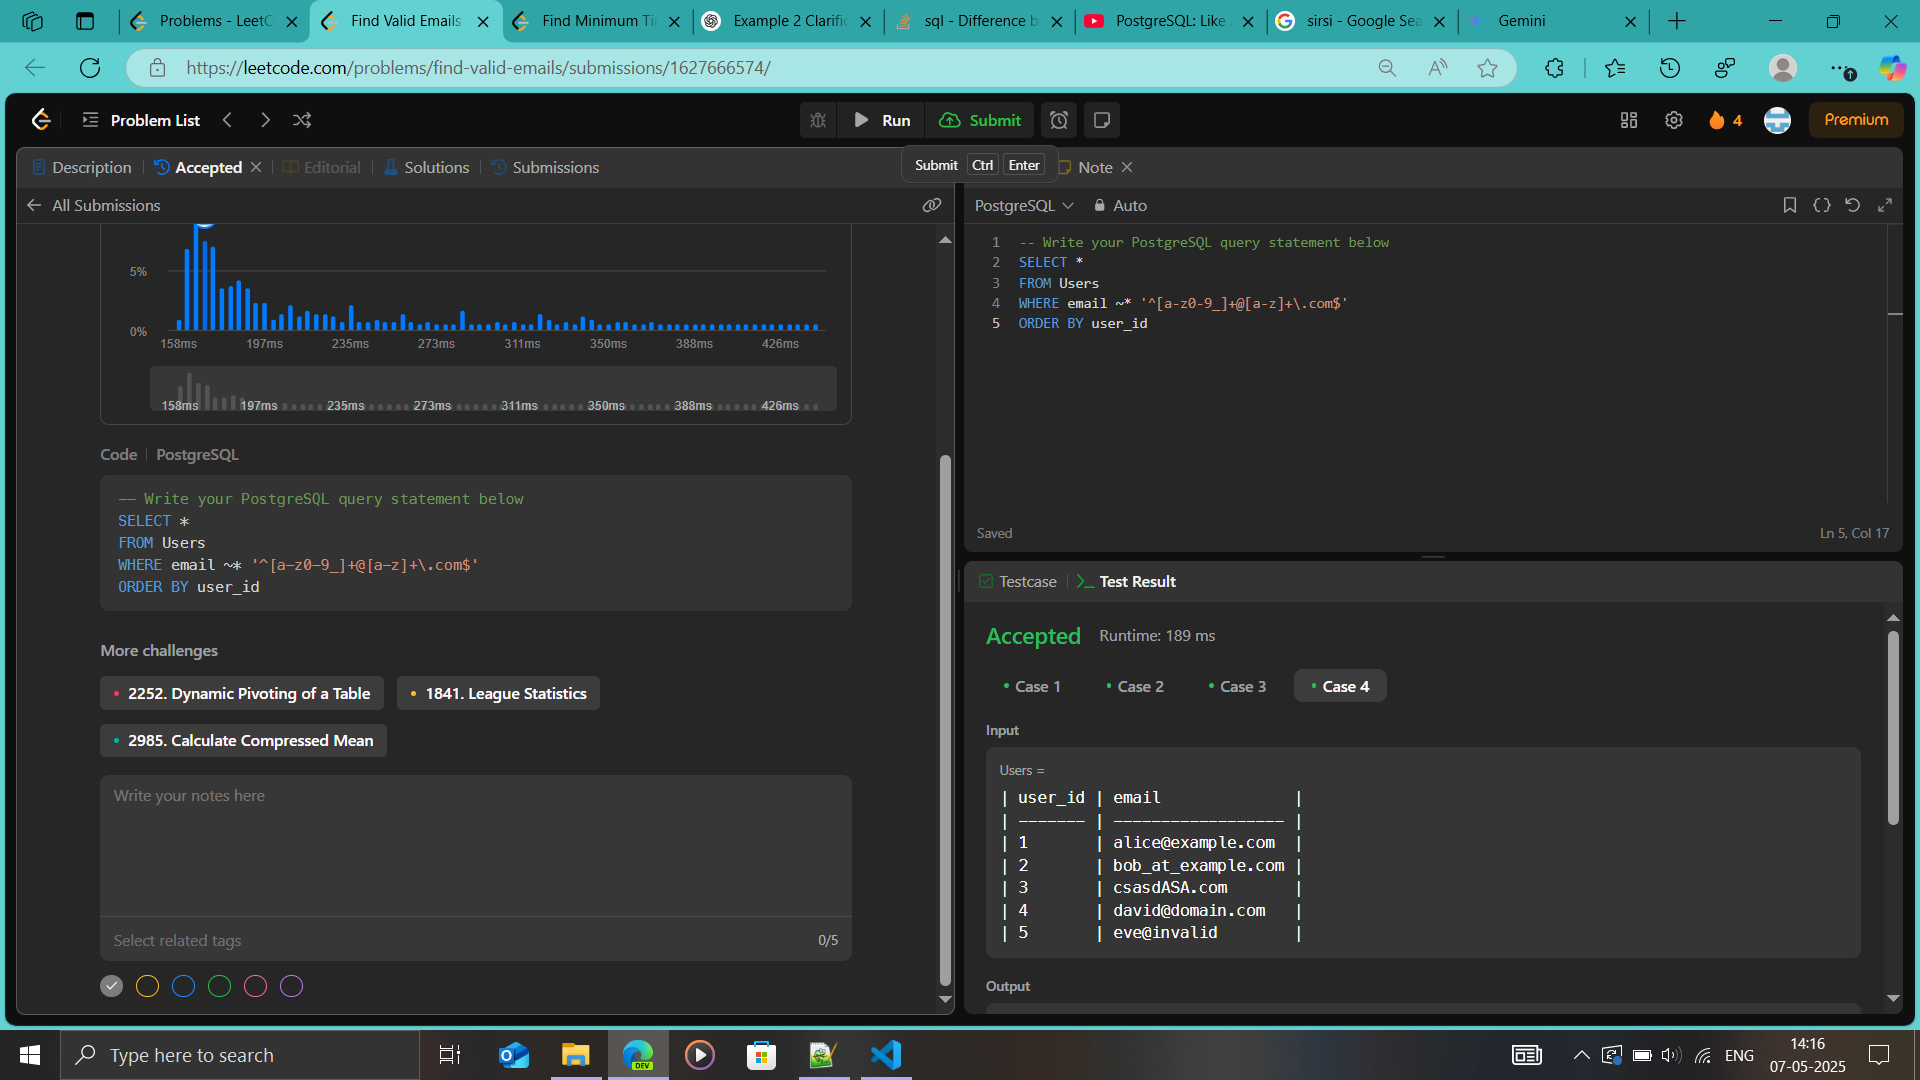 Problems - LeetC
Find Valid Emails
Find Minimum Ti
Example 2 Clarific
sql - Difference b
PostgreSQL: Like
sirsi - Google Sea
Gemini
https://leetcode.com/problems/find-valid-emails/submissions/1627666574/
Problem List
Run
Submit
4
Premium
Description
Accepted
Editorial
Solutions
Submissions
Submit Ctrl Enter
Note
All Submissions
PostgreSQL
Auto
5%
0%
158ms 197ms 235ms 273ms 311ms 350ms 388ms 426ms
158ms 197ms 235ms 273ms 311ms 350ms 388ms 426ms
Code | PostgreSQL
-- Write your PostgreSQL query statement below
SELECT *
FROM Users
WHERE email ~* '^[a-z0-9_]+@[a-z]+\.com$'
ORDER BY user_id
More challenges
2252. Dynamic Pivoting of a Table
1841. League Statistics
2985. Calculate Compressed Mean
Write your notes here
Select related tags
0/5
1 -- Write your PostgreSQL query statement below
2 SELECT *
3 FROM Users
4 WHERE email ~* '^[a-z0-9_]+@[a-z]+\.com$'
5 ORDER BY user_id
Saved
Ln 5, Col 17
Testcase
>_ Test Result
Accepted Runtime: 189 ms
Case 1
Case 2
Case 3
Case 4
Input
Users =
| user_id | email              |
| ------- | ------------------ |
| 1       | alice@example.com  |
| 2       | bob_at_example.com |
| 3       | csasdASA.com       |
| 4       | david@domain.com   |
| 5       | eve@invalid        |
Output
Type here to search
DEV
ENG
14:16
07-05-2025